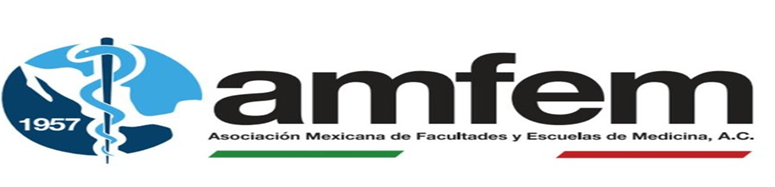 1957
amfem
Asociación Mexicana de Facultades y Escuelas de Medicina, A.C.